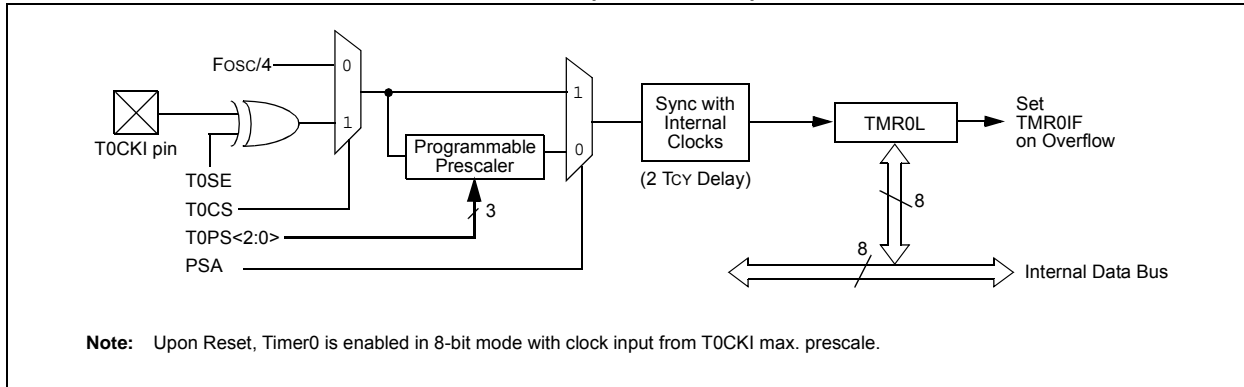 FOSC/4
0
1
T0CKI pin
T0SE
T0CS
T0PS<2:0>
PSA
Programmable
Prescaler
3
1
0
Sync with
Internal
Clocks
(2 TCY Delay)
TMR0L
Set
TMR0IF
on Overflow
8
8
Internal Data Bus
Note: Upon Reset, Timer0 is enabled in 8-bit mode with clock input from T0CKI max. prescale.